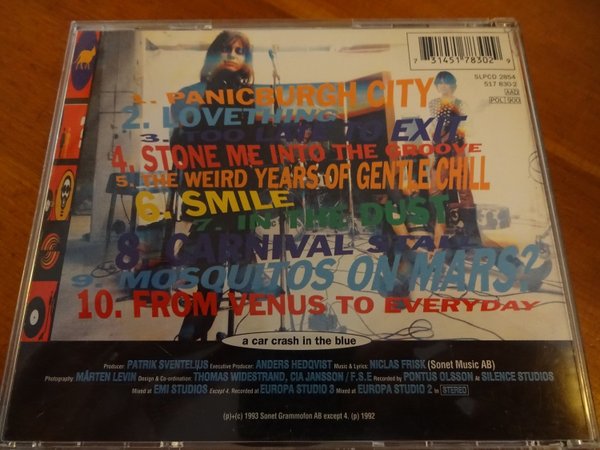 7 31451 78302 9
SLPCD 2854
517 830-2
AAD
POL 900
1. PANICBURGH CITY
2. LOVETHING
3. TOO LATE TO EXIT
4. STONE ME INTO THE GROOVE
5. THE WEIRD YEARS OF GENTLE CHILL
6. SMILE
7. IN THE DUST
8. CARNIVAL STAR
9. MOSQUITOS ON MARS?
10. FROM VENUS TO EVERYDAY
a car crash in the blue
Producer: PATRIK SVENTELIUS Executive Producer: ANDERS HEDQVIST Music & Lyrics: NICLAS FRISK (Sonet Music AB)
Photography: MÅRTEN LEVIN Design & Co-ordination: THOMAS WIDESTRAND, CIA JANSSON / F.S.E Recorded by PONTUS OLSSON At SILENCE STUDIOS
Mixed at EMI STUDIOS Except 4. Recorded at EUROPA STUDIO 3 Mixed at EUROPA STUDIO 2 In STEREO
(p)+(c) 1993 Sonet Grammofon AB except 4. (p) 1992